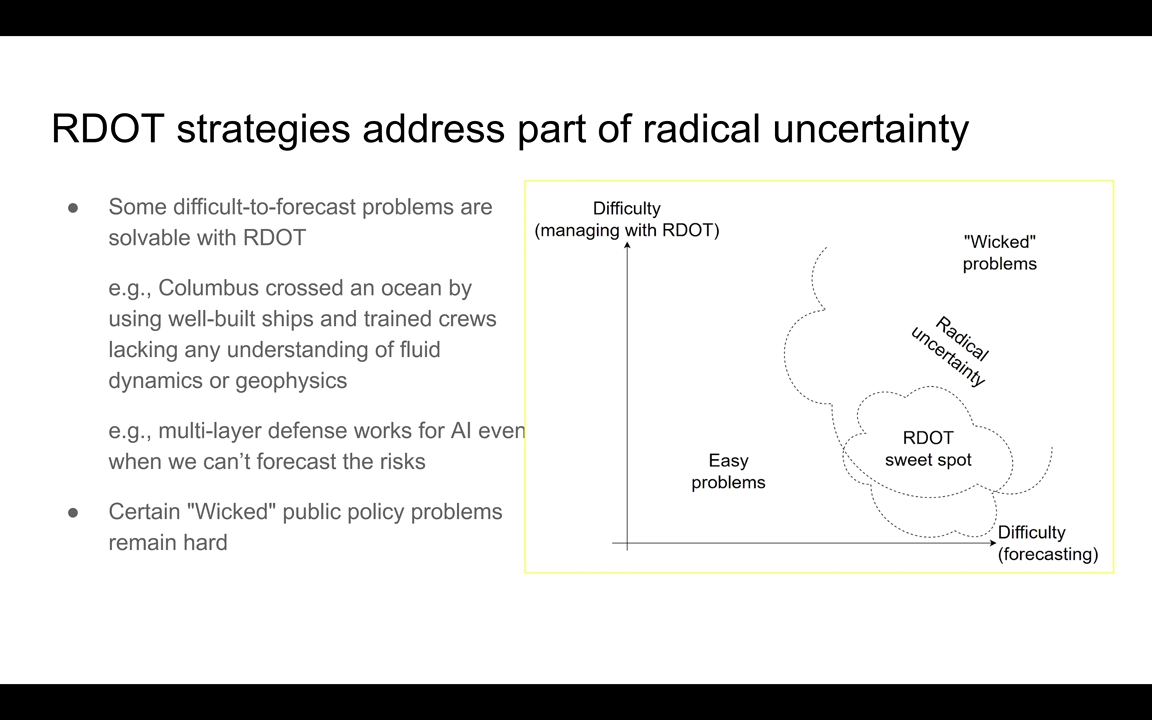 RDOT strategies address part of radical uncertainty
● Some difficult-to-forecast problems are
solvable with RDOT
e.g., Columbus crossed an ocean by
using well-built ships and trained crews
lacking any understanding of fluid
dynamics or geophysics
e.g., multi-layer defense works for AI even
when we can’t forecast the risks
● Certain "Wicked" public policy problems
remain hard
Difficulty
(managing with RDOT)
"Wicked"
problems
Radical
uncertainty
RDOT
sweet spot
Easy
problems
Difficulty
(forecasting)